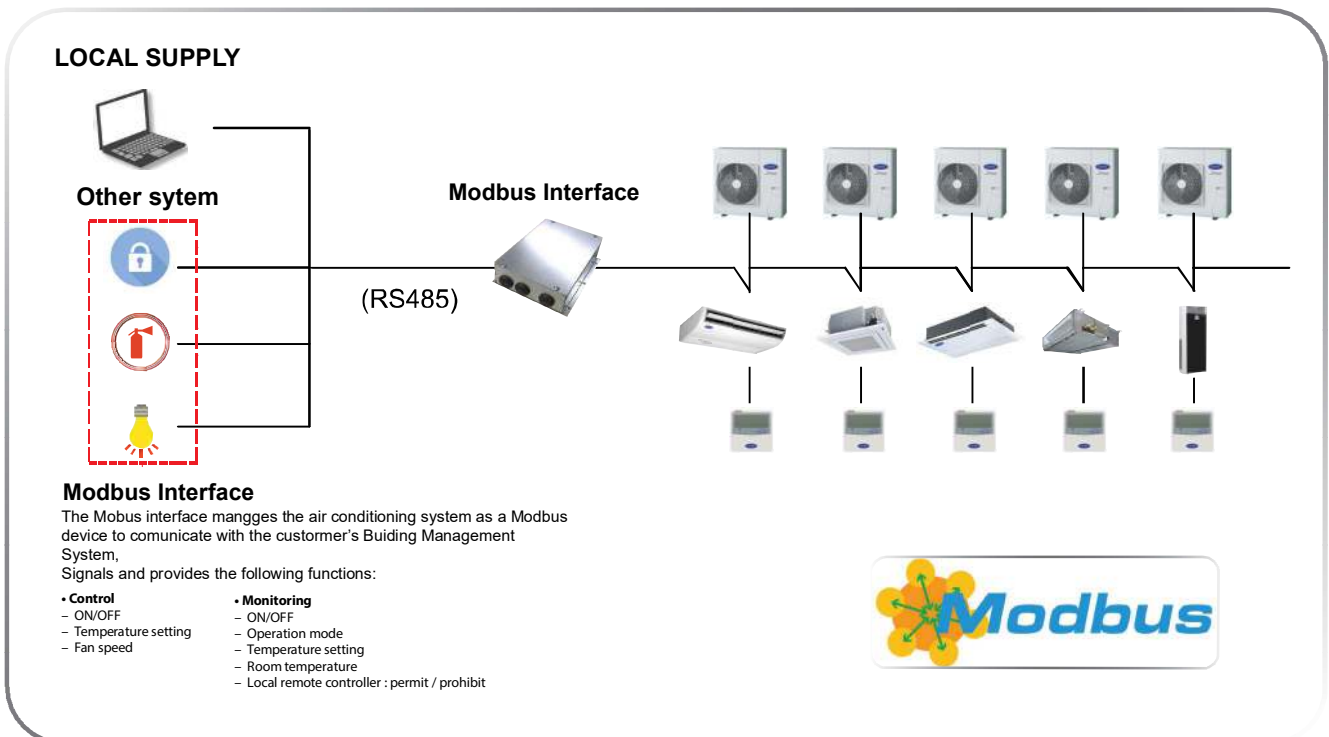 LOCAL SUPPLY
Other sytem
Modbus Interface
(RS485)
Modbus Interface
The Mobus interface mangges the air conditioning system as a Modbus
device to comunicate with the custormer's Buiding Management
System,
Signals and provides the following functions:
• Control
– ON/OFF
– Temperature setting
– Fan speed
• Monitoring
– ON/OFF
– Operation mode
– Temperature setting
– Room temperature
– Local remote controller : permit / prohibit
Modbus